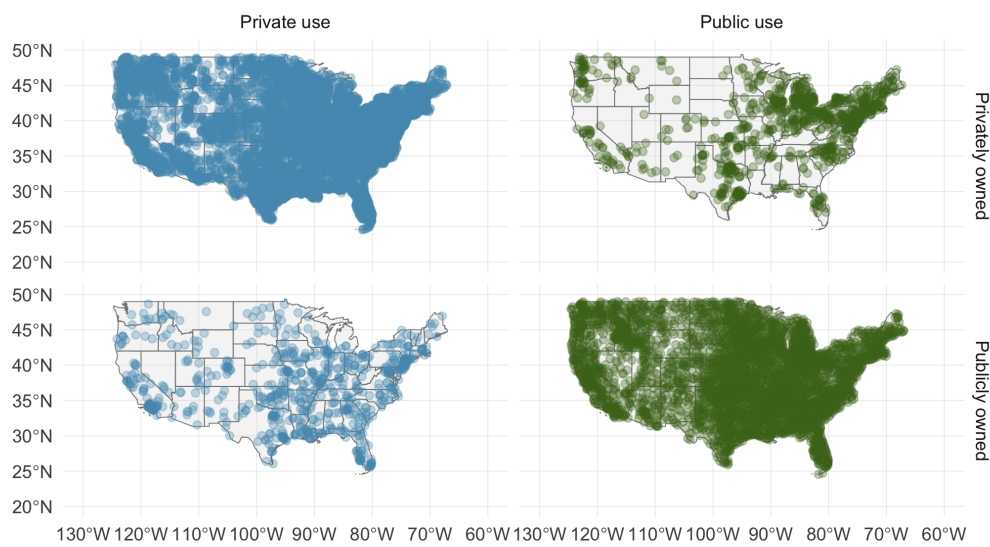 Private use
Public use
50°N
45°N
40°N
35°N
30°N
25°N
20°N
Privately owned
50°N
45°N
40°N
35°N
30°N
25°N
20°N
Publicly owned
130°W 120°W 110°W 100°W 90°W 80°W 70°W 60°W
130°W 120°W 110°W 100°W 90°W 80°W 70°W 60°W